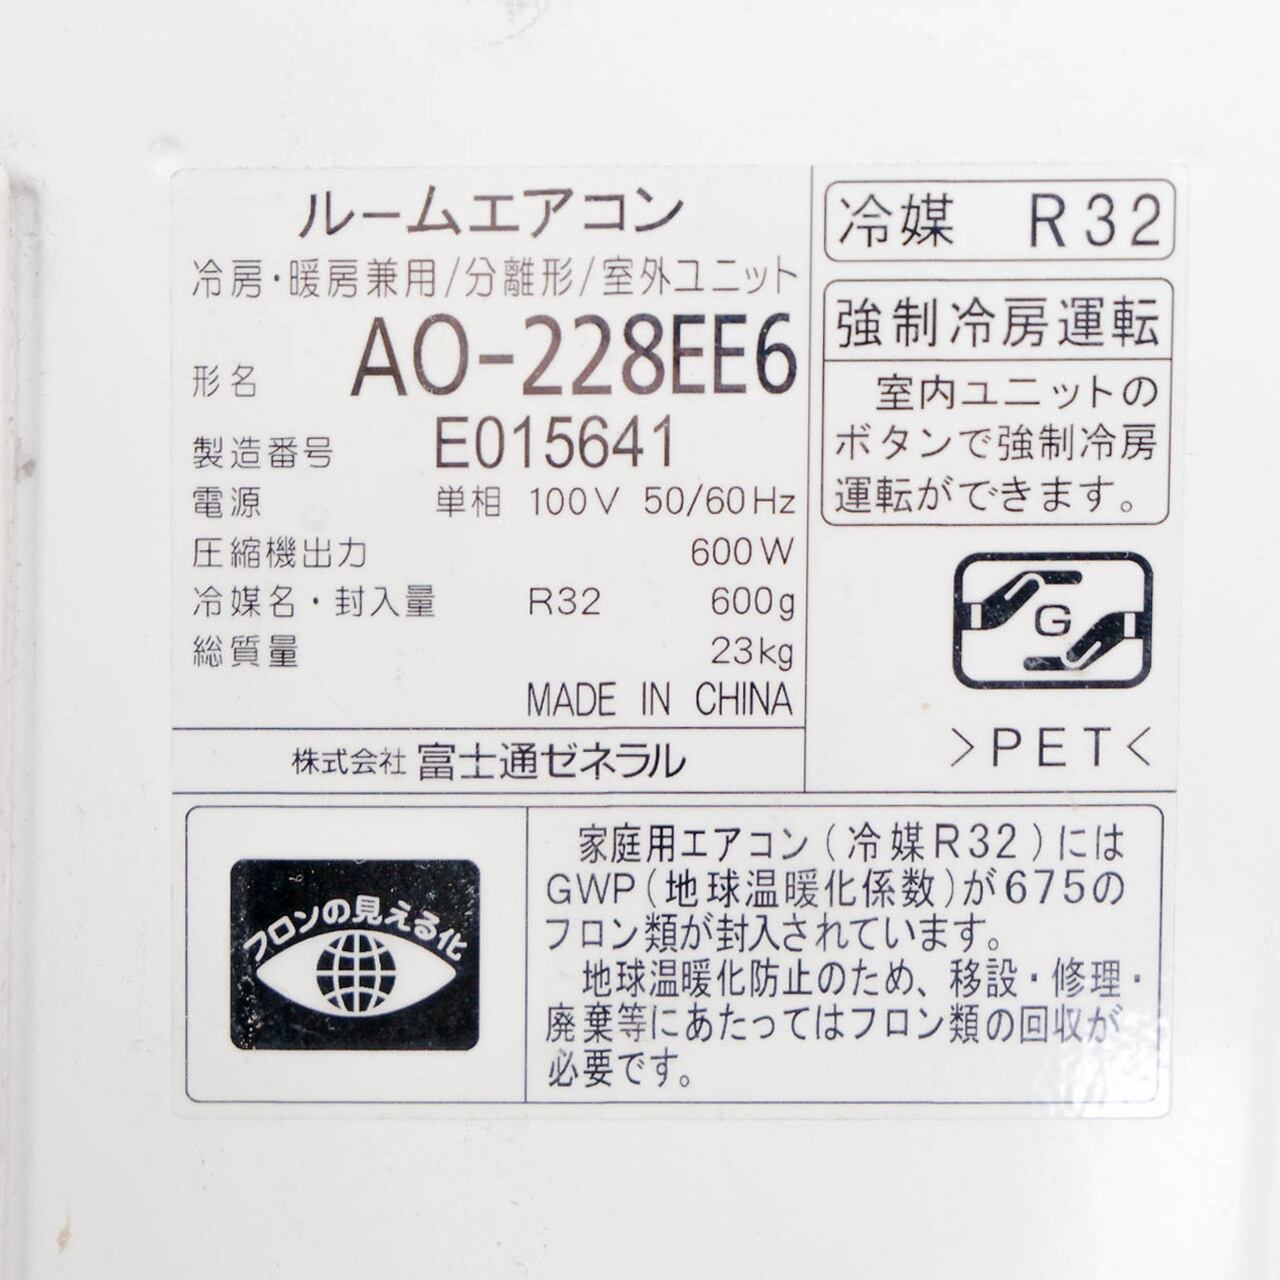 ルームエアコン
冷房・暖房兼用/分離形/室外ユニット
形名 AO-228EE6
製造番号 E015641
電源 単相 100V 50/60Hz
圧縮機出力 600W
冷媒名・封入量 R32 600g
総質量 23kg
MADE IN CHINA
株式会社 富士通ゼネラル
冷媒 R32
強制冷房運転
室内ユニットの
ボタンで強制冷房
運転ができます。
G
>PET<
フロンの見える化
家庭用エアコン(冷媒R32)には
GWP(地球温暖化係数)が675の
フロン類が封入されています。
地球温暖化防止のため、移設・修理・
廃棄等にあたってはフロン類の回収が
必要です。